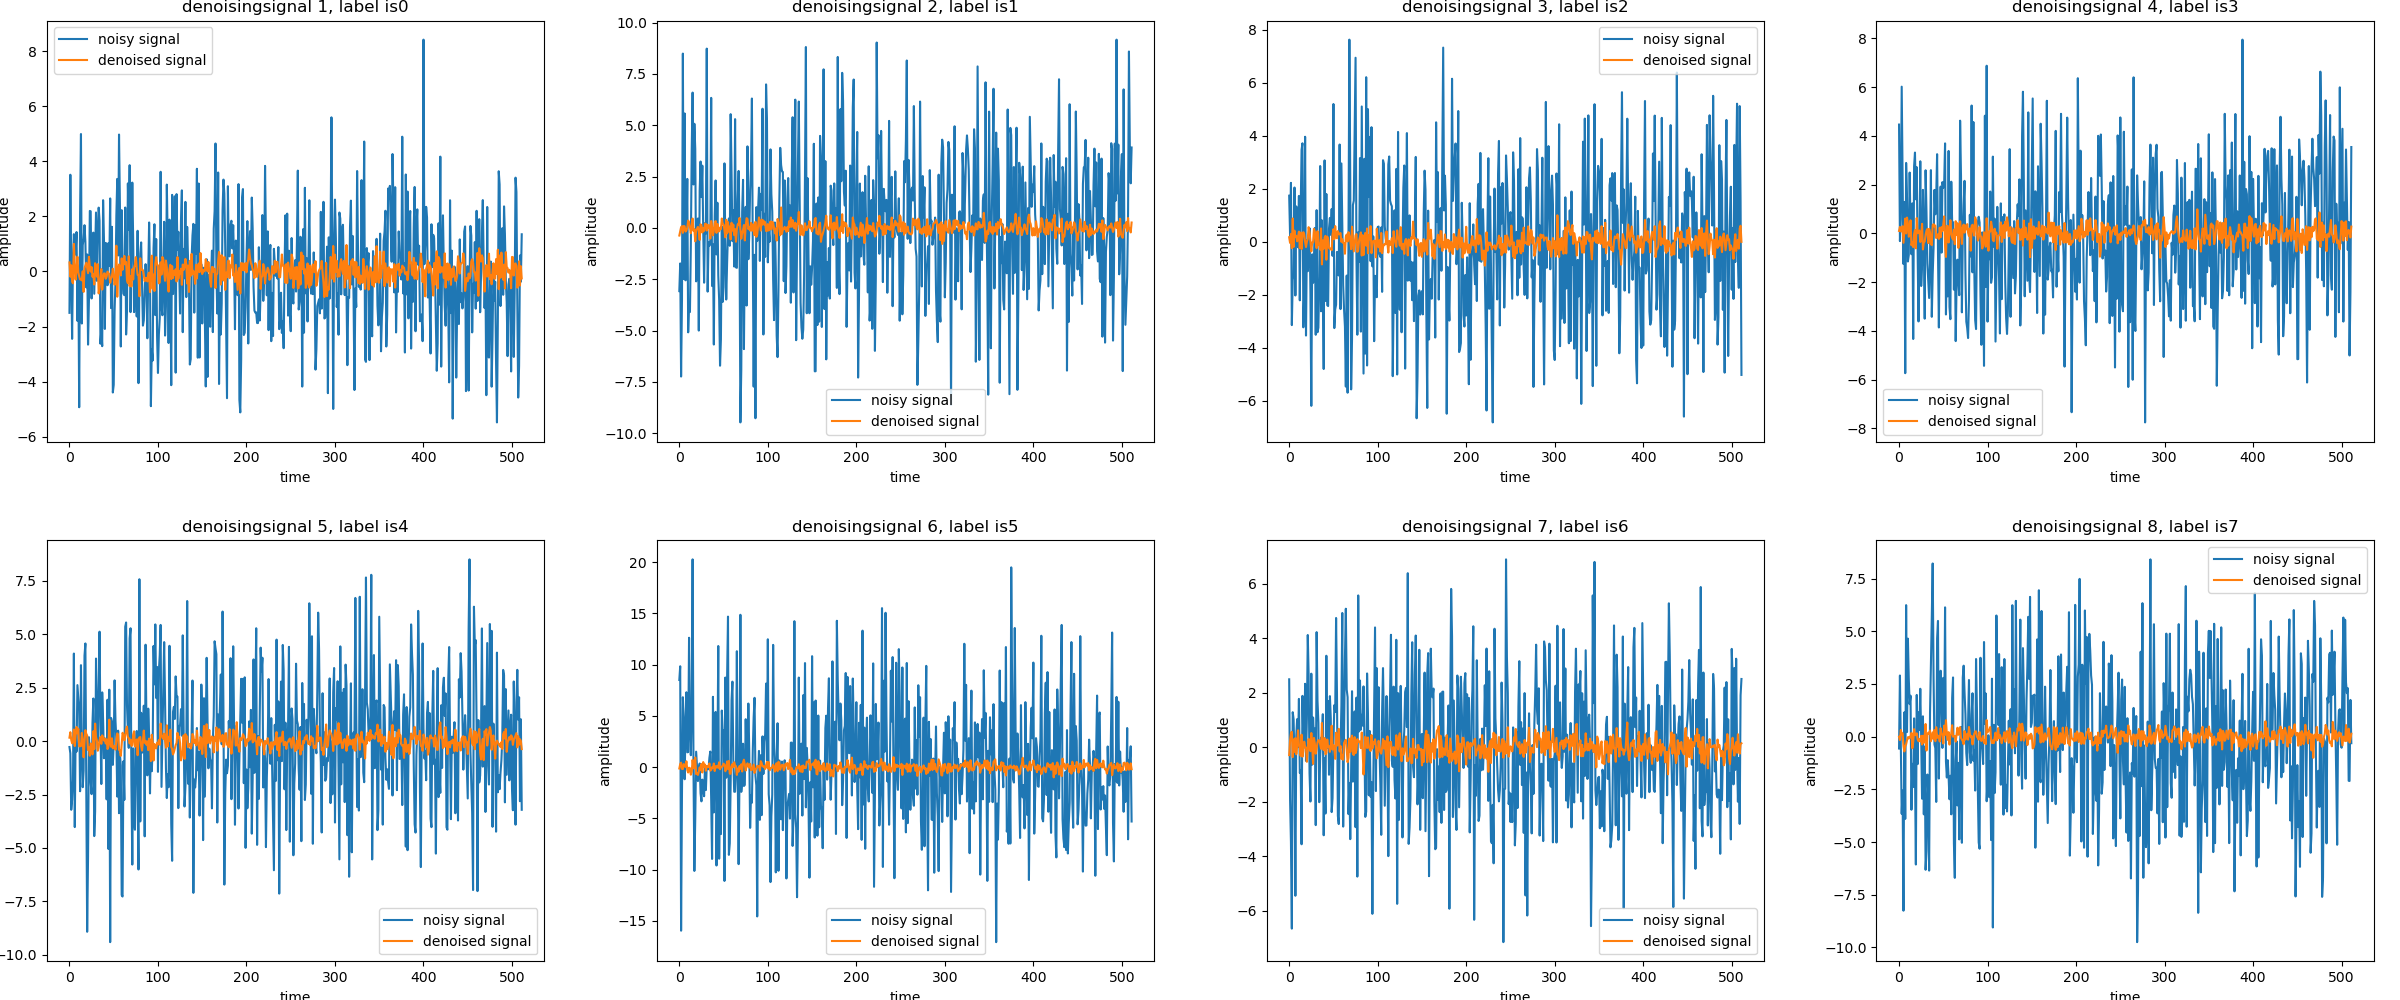 denoisingsignal 1, label is0
noisy signal
denoised signal
8
6
4
2
0
−2
−4
−6
amplitude
0 100 200 300 400 500
time
denoisingsignal 2, label is1
noisy signal
denoised signal
10.0
7.5
5.0
2.5
0.0
−2.5
−5.0
−7.5
−10.0
amplitude
0 100 200 300 400 500
time
denoisingsignal 3, label is2
noisy signal
denoised signal
8
6
4
2
0
−2
−4
−6
amplitude
0 100 200 300 400 500
time
denoisingsignal 4, label is3
noisy signal
denoised signal
8
6
4
2
0
−2
−4
−6
−8
amplitude
0 100 200 300 400 500
time
denoisingsignal 5, label is4
noisy signal
denoised signal
7.5
5.0
2.5
0.0
−2.5
−5.0
−7.5
−10.0
0 100 200 300 400 500
time
denoisingsignal 6, label is5
noisy signal
denoised signal
20
15
10
5
0
−5
−10
−15
amplitude
0 100 200 300 400 500
time
denoisingsignal 7, label is6
noisy signal
denoised signal
6
4
2
0
−2
−4
−6
amplitude
0 100 200 300 400 500
time
denoisingsignal 8, label is7
noisy signal
denoised signal
7.5
5.0
2.5
0.0
−2.5
−5.0
−7.5
−10.0
amplitude
0 100 200 300 400 500
time